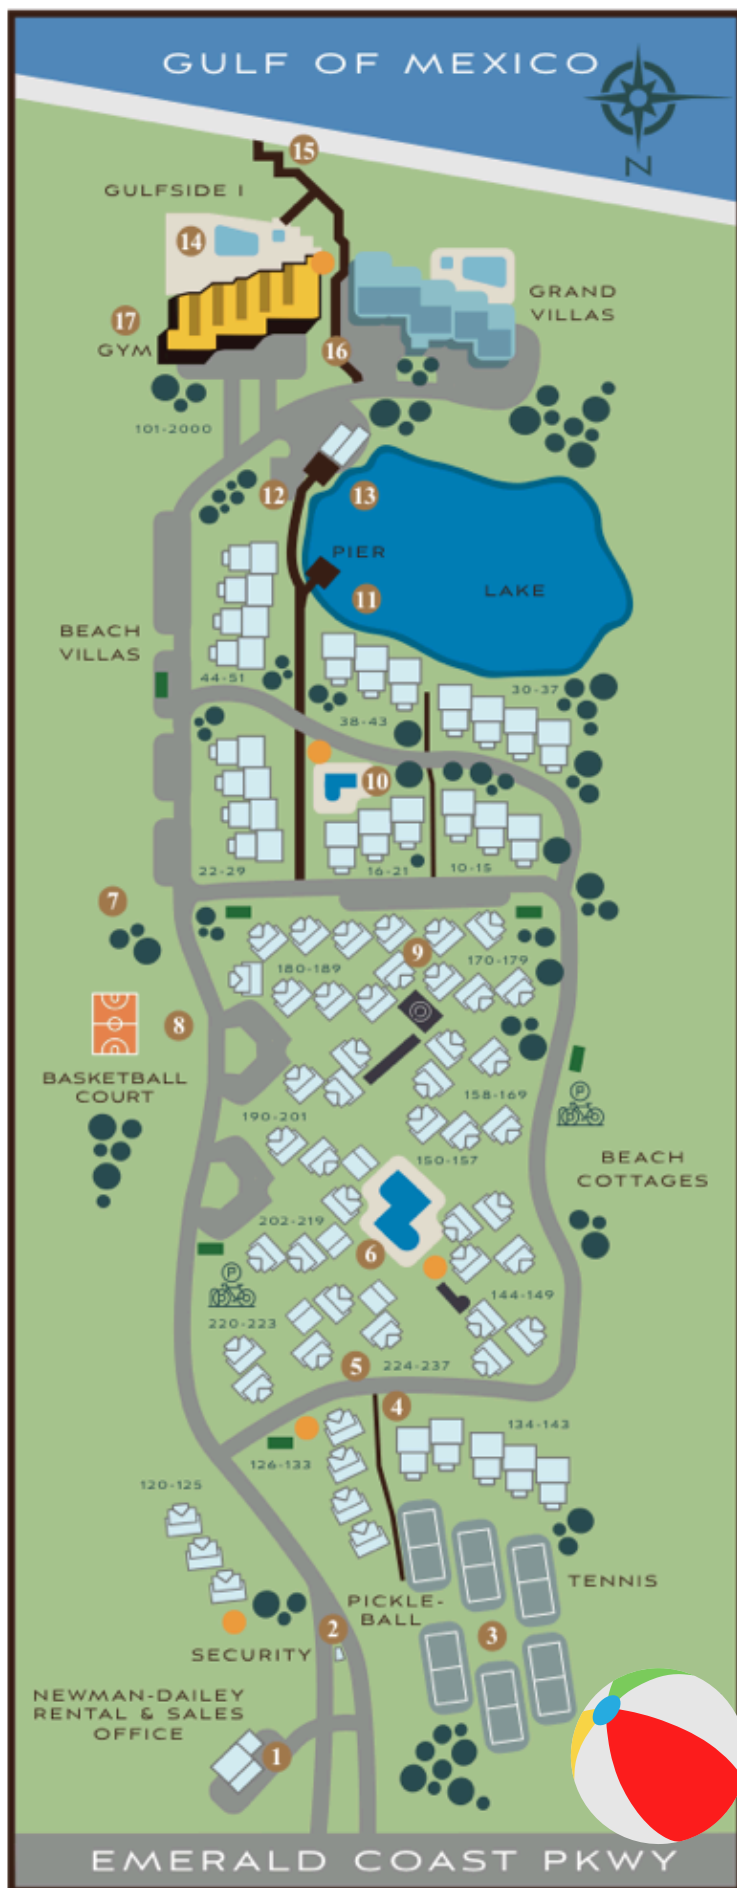 GULF OF MEXICO
N
15
GULFSIDE I
14
GRAND
VILLAS
17
GYM
16
101-2000
12
13
PIER
11
LAKE
BEACH
VILLAS
44-51
30-37
38-43
10
22-29
16-21
10-15
7
9
180-189
170-179
8
BASKETBALL
COURT
158-169
190-201
P
150-157
BEACH
COTTAGES
202-219
6
P
144-149
220-223
5
224-237
4
134-143
126-133
120-125
TENNIS
PICKLE-
BALL
2
3
SECURITY
NEWMAN-DAILEY
RENTAL & SALES
OFFICE
1
EMERALD COAST PKWY